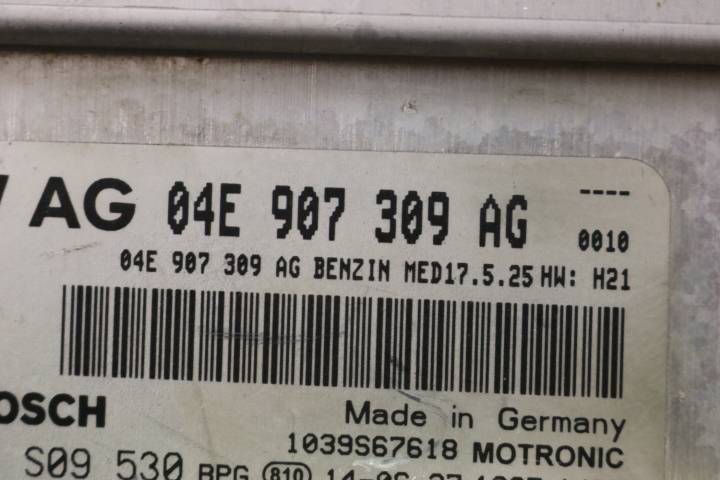 AG 04E 907 309 AG ----
0010
04E 907 309 AG BENZIN MED17.5.25 HW: H21
OSCH Made in Germany
1039S67618 MOTRONIC
S09 530 BPG 810